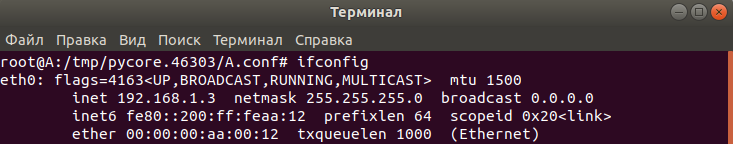 Терминал
Файл Правка Вид Поиск Терминал Справка
root@A:/tmp/pycore.46303/A.conf# ifconfig
eth0: flags=4163<UP,BROADCAST,RUNNING,MULTICAST>  mtu 1500
        inet 192.168.1.3  netmask 255.255.255.0  broadcast 0.0.0.0
        inet6 fe80::200:ff:feaa:12  prefixlen 64  scopeid 0x20<link>
        ether 00:00:00:aa:00:12  txqueuelen 1000  (Ethernet)